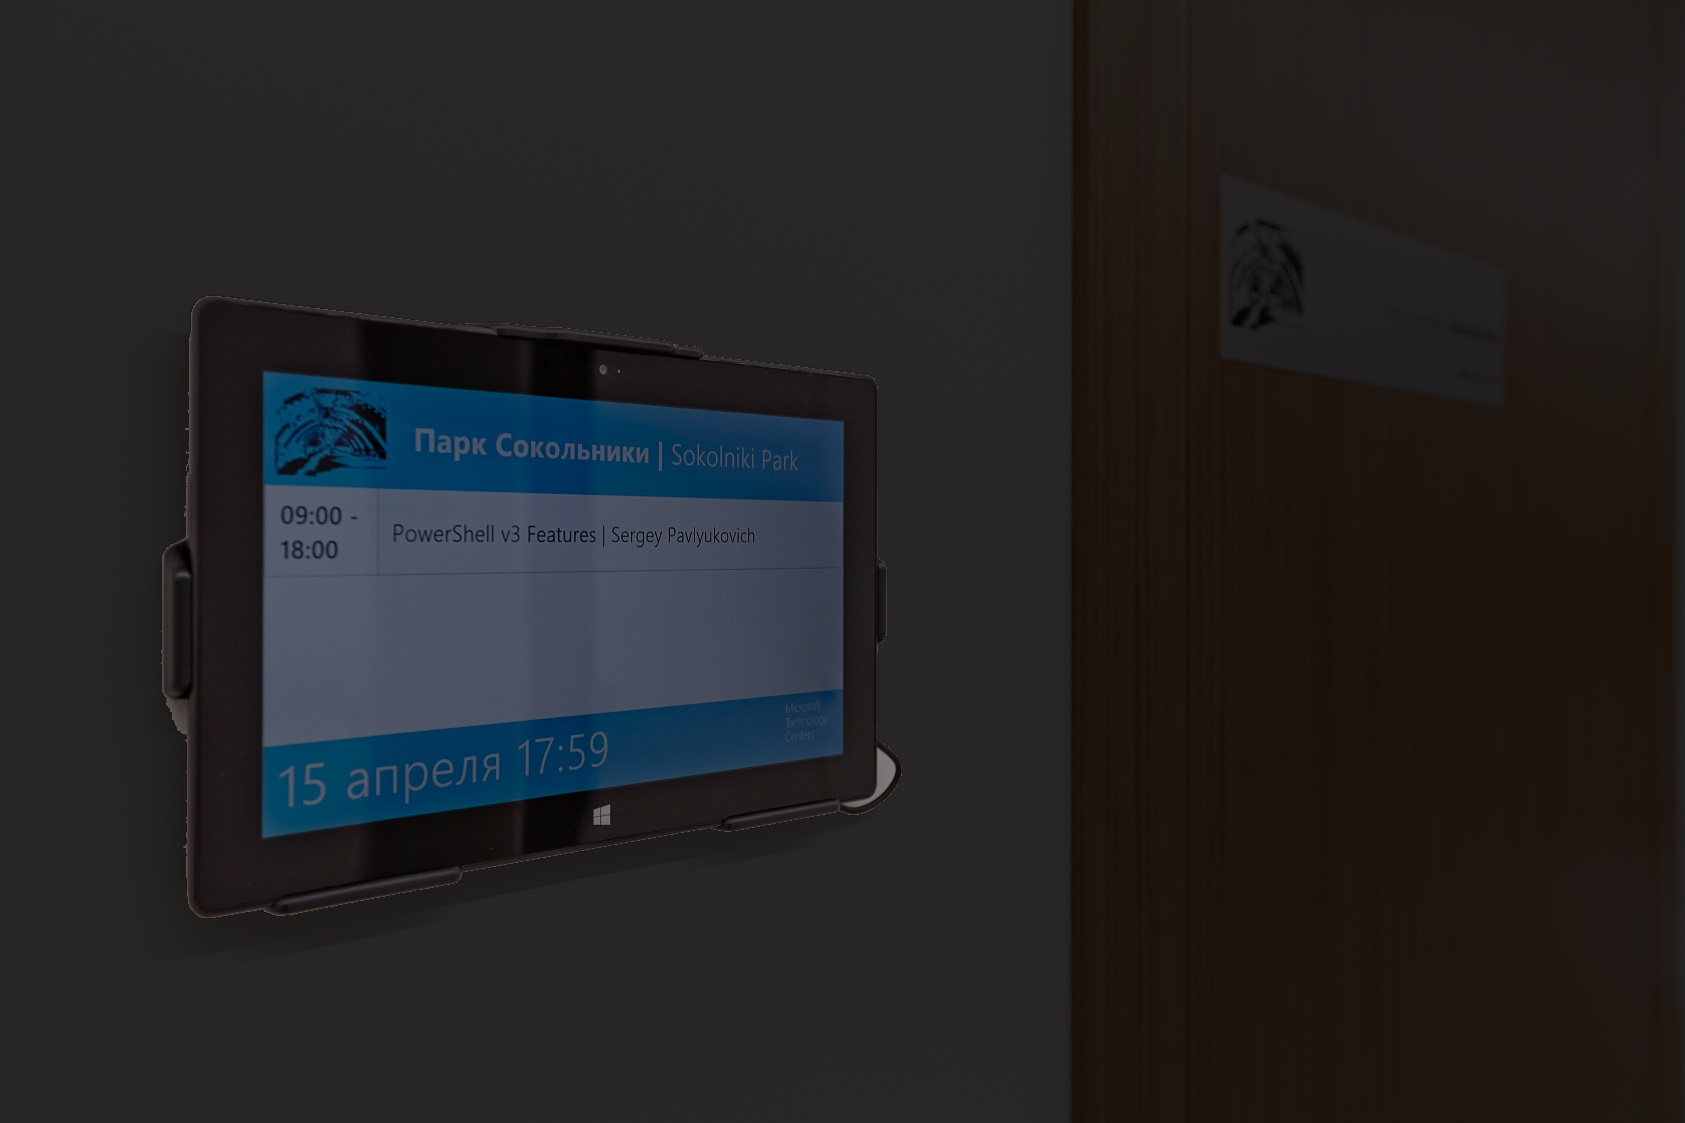 Парк Сокольники | Sokolniki Park
09:00 -
18:00
PowerShell v3 Features | Sergey Pavlyukovich
15 апреля 17:59
Microsoft
Technology
Centers